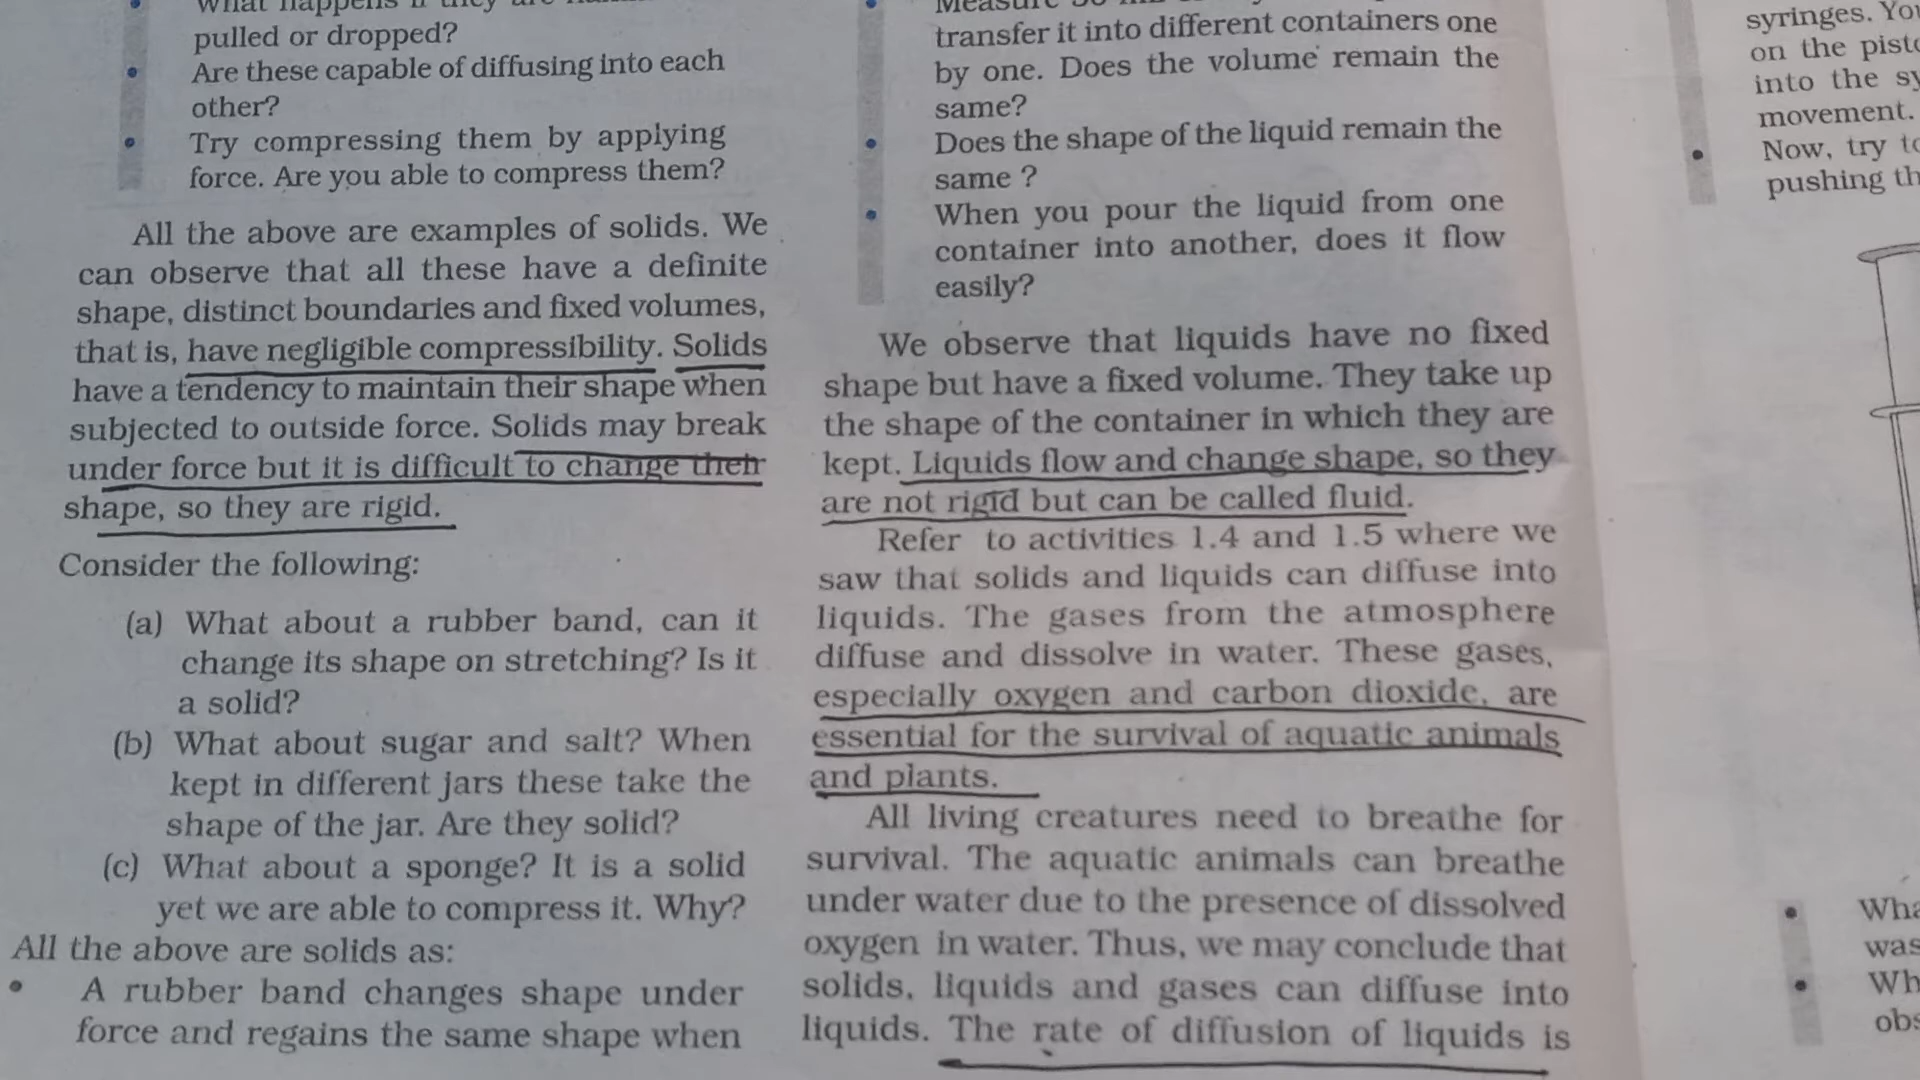 pulled or dropped?
• Are these capable of diffusing into each
other?
• Try compressing them by applying
force. Are you able to compress them?
All the above are examples of solids. We
can observe that all these have a definite
shape, distinct boundaries and fixed volumes,
that is, have negligible compressibility. Solids
have a tendency to maintain their shape when
subjected to outside force. Solids may break
under force but it is difficult to change their
shape, so they are rigid.
Consider the following:
(a) What about a rubber band, can it
change its shape on stretching? Is it
a solid?
(b) What about sugar and salt? When
kept in different jars these take the
shape of the jar. Are they solid?
(c) What about a sponge? It is a solid
yet we are able to compress it. Why?
All the above are solids as:
• A rubber band changes shape under
force and regains the same shape when
transfer it into different containers one
by one. Does the volume remain the
same?
• Does the shape of the liquid remain the
same ?
• When you pour the liquid from one
container into another, does it flow
easily?
We observe that liquids have no fixed
shape but have a fixed volume. They take up
the shape of the container in which they are
kept. Liquids flow and change shape, so they
are not rigid but can be called fluid.
Refer to activities 1.4 and 1.5 where we
saw that solids and liquids can diffuse into
liquids. The gases from the atmosphere
diffuse and dissolve in water. These gases,
especially oxygen and carbon dioxide, are
essential for the survival of aquatic animals
and plants.
All living creatures need to breathe for
survival. The aquatic animals can breathe
under water due to the presence of dissolved
oxygen in water. Thus, we may conclude that
solids, liquids and gases can diffuse into
liquids. The rate of diffusion of liquids is
syringes.
on the
into the
movement.
• Now, try
pushing